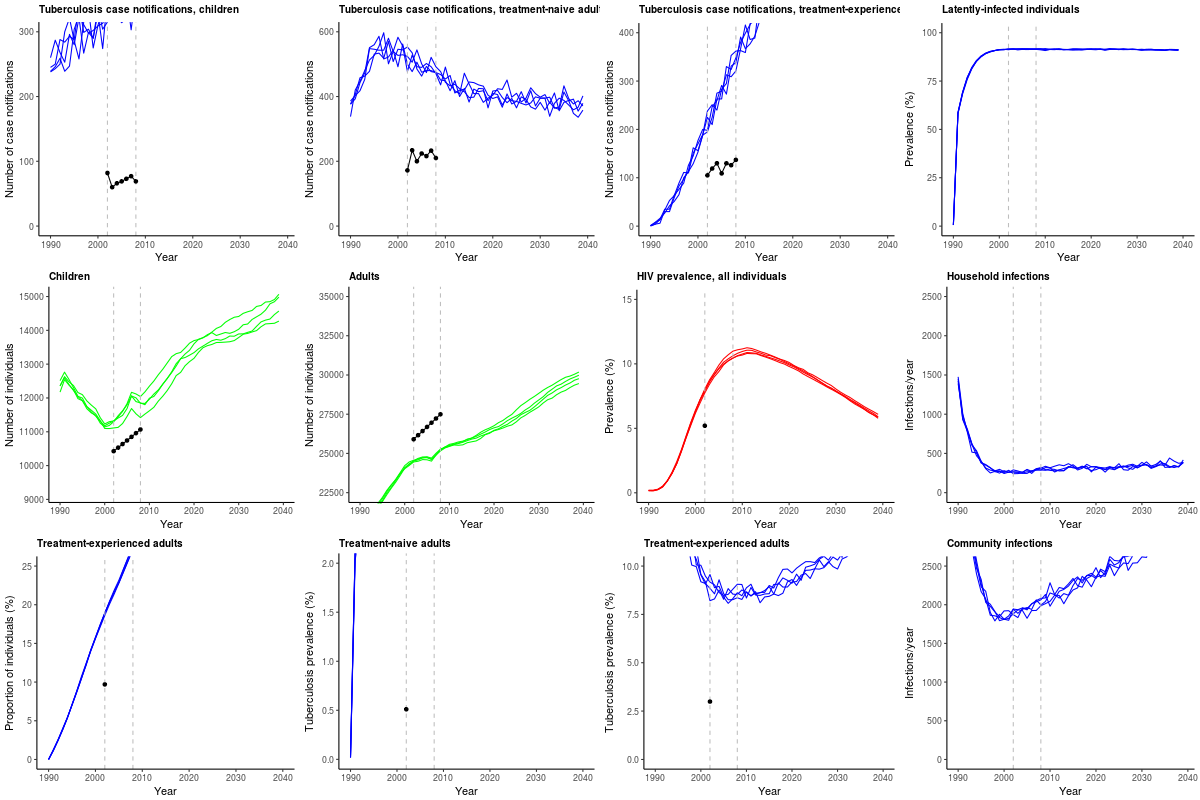 Tuberculosis case notifications, children
Number of case notifications
300
200
100
0
1990 2000 2010 2020 2030 2040
Year
Tuberculosis case notifications, treatment-naive adult
Number of case notifications
600
400
200
0
1990 2000 2010 2020 2030 2040
Year
Tuberculosis case notifications, treatment-experience
Number of case notifications
400
300
200
100
0
1990 2000 2010 2020 2030 2040
Year
Latently-infected individuals
Prevalence (%)
100
75
50
25
0
1990 2000 2010 2020 2030 2040
Year
Children
Number of individuals
15000
14000
13000
12000
11000
10000
9000
1990 2000 2010 2020 2030 2040
Year
Adults
Number of individuals
35000
32500
30000
27500
25000
22500
1990 2000 2010 2020 2030 2040
Year
HIV prevalence, all individuals
Prevalence (%)
15
10
5
0
1990 2000 2010 2020 2030 2040
Year
Household infections
Infections/year
2500
2000
1500
1000
500
0
1990 2000 2010 2020 2030 2040
Year
Treatment-experienced adults
Proportion of individuals (%)
25
20
15
10
5
0
1990 2000 2010 2020 2030 2040
Year
Treatment-naive adults
Tuberculosis prevalence (%)
2.0
1.5
1.0
0.5
0.0
1990 2000 2010 2020 2030 2040
Year
Treatment-experienced adults
Tuberculosis prevalence (%)
10.0
7.5
5.0
2.5
0.0
1990 2000 2010 2020 2030 2040
Year
Community infections
Infections/year
2500
2000
1500
1000
500
0
1990 2000 2010 2020 2030 2040
Year